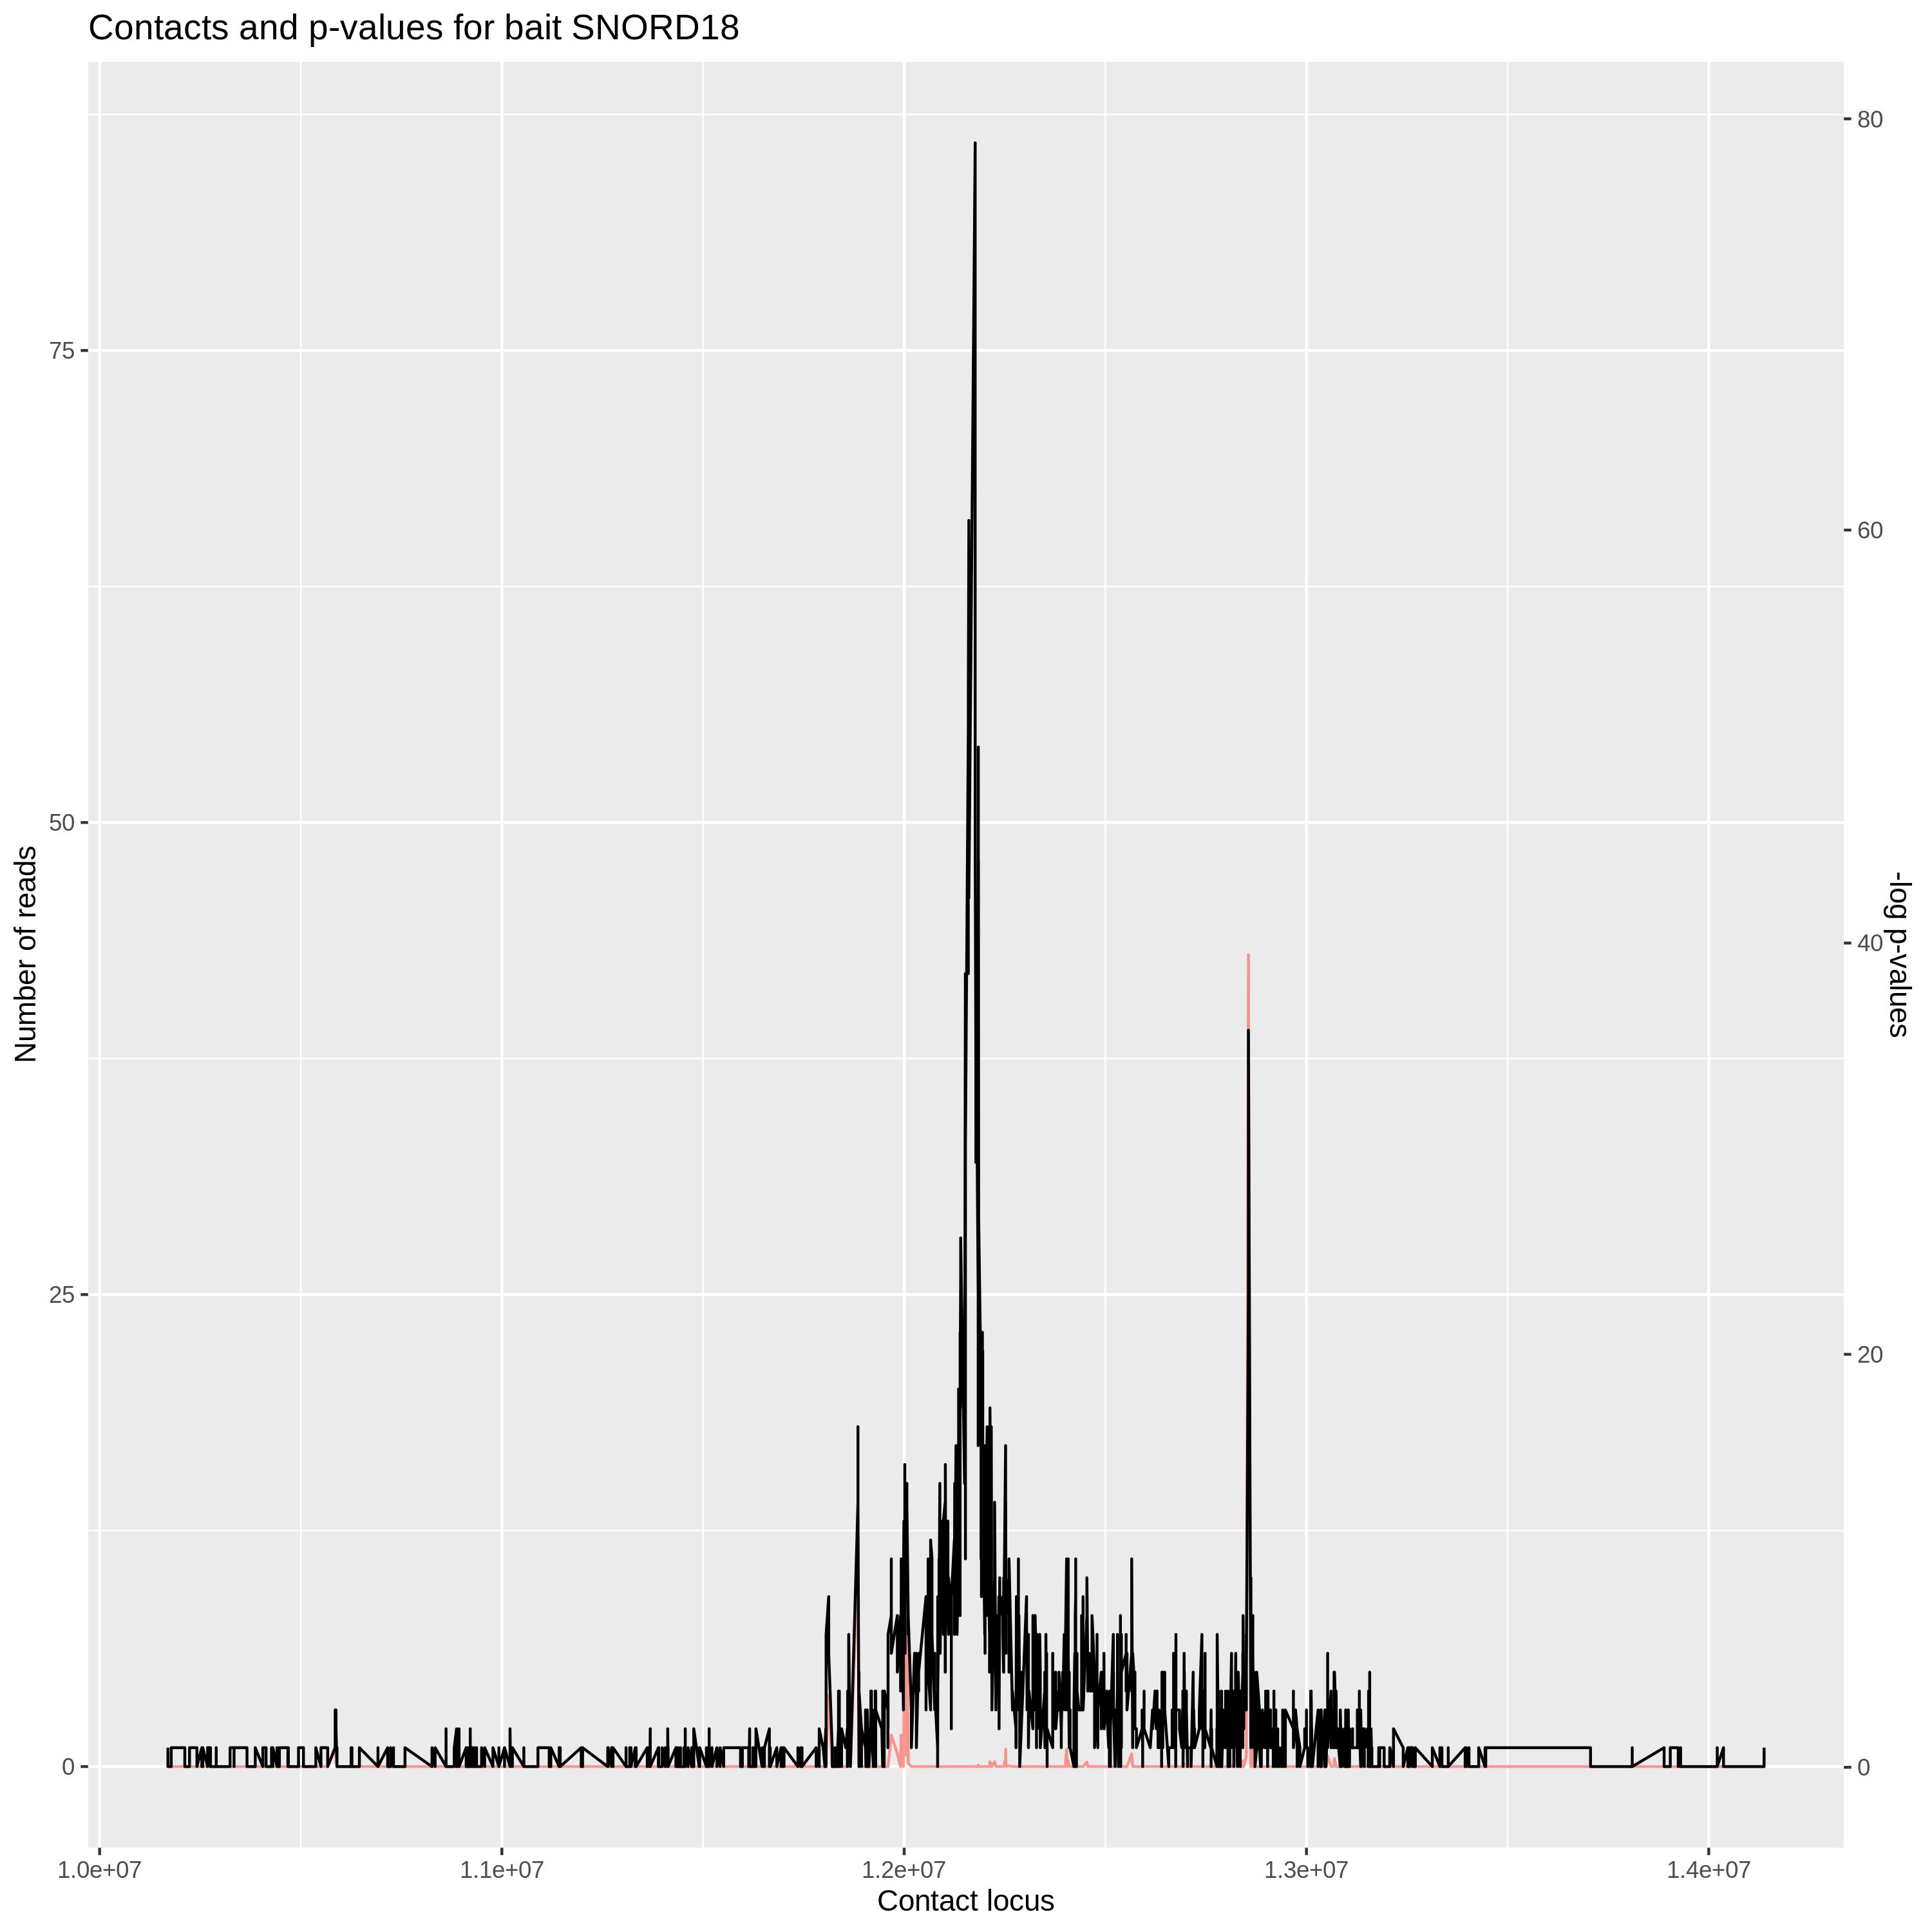 Contacts and p-values for bait SNORD18
Number of reads
75
50
25
0
80
60
40
20
0
-log p-values
1.0e+07
1.1e+07
1.2e+07
1.3e+07
1.4e+07
Contact locus